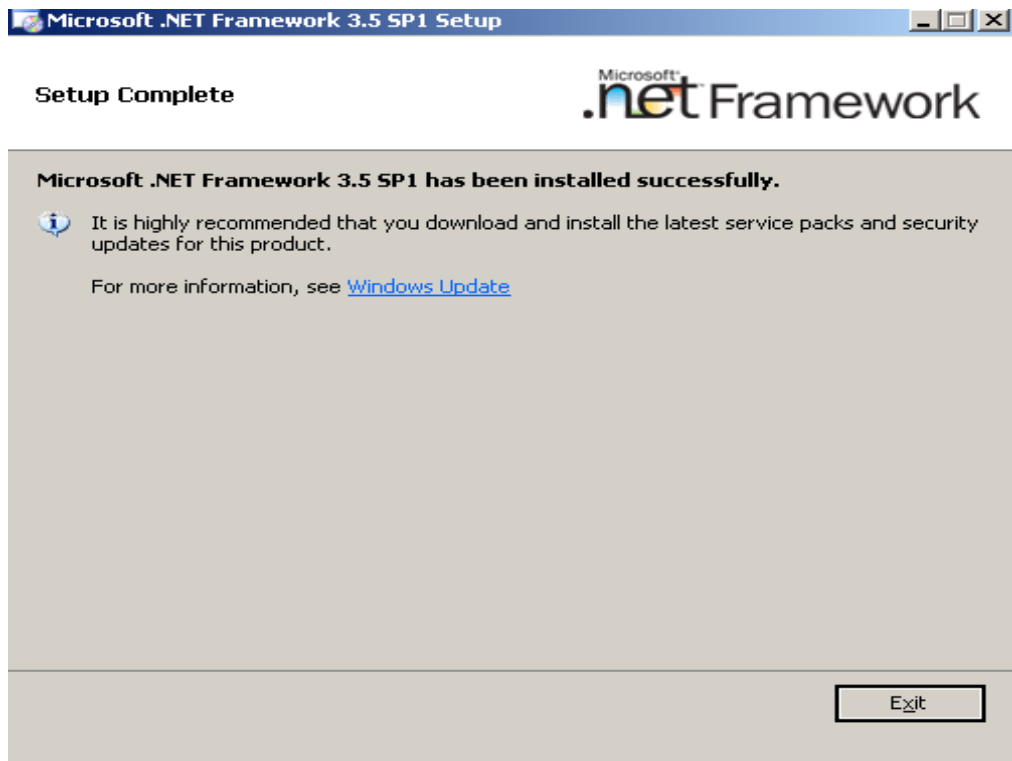 Microsoft .NET Framework 3.5 SP1 Setup
Setup Complete
Microsoft
.net Framework
Microsoft .NET Framework 3.5 SP1 has been installed successfully.
It is highly recommended that you download and install the latest service packs and security
updates for this product.
For more information, see Windows Update
Exit